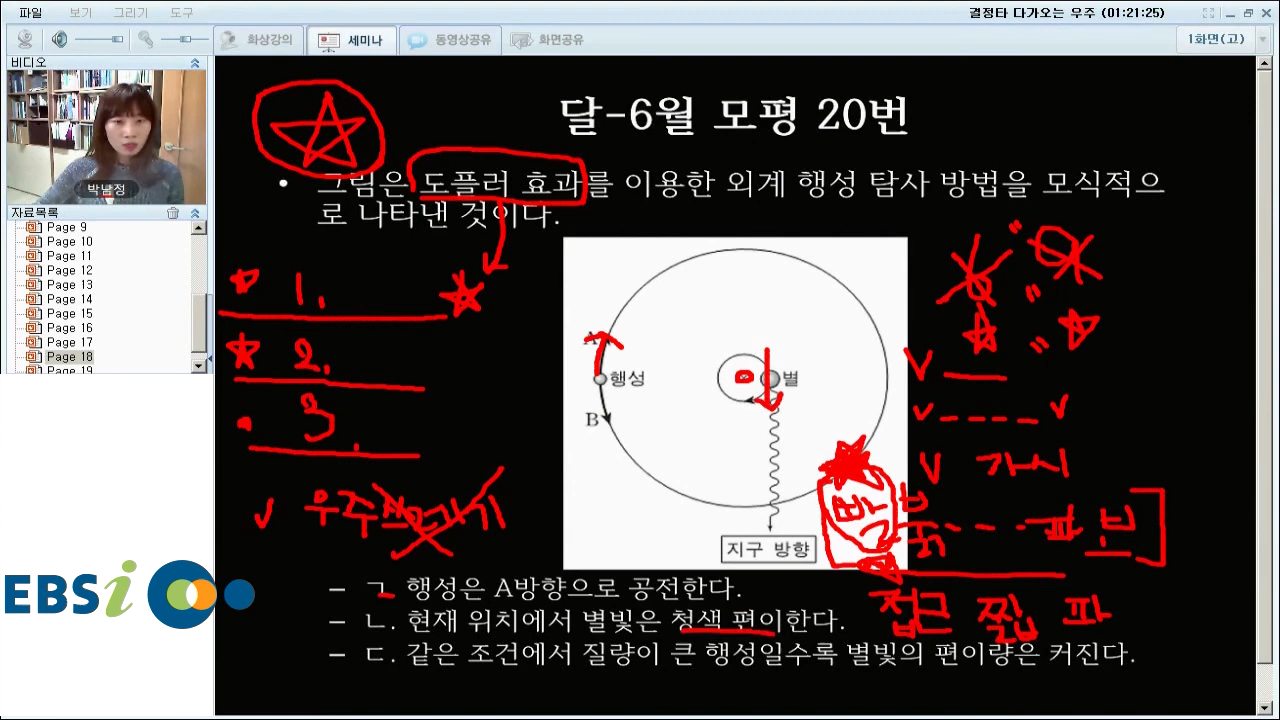 파일 보기 그리기 도구
결정타 다가오는 우주 (01:21:25)
화상강의 세미나 동영상공유 화면공유
1화면(고)
비디오
박남정
자료목록
Page 9
Page 10
Page 11
Page 12
Page 13
Page 14
Page 15
Page 16
Page 17
Page 18
Page 19
EBSi
달-6월 모평 20번
• 그림은 도플러 효과를 이용한 외계 행성 탐사 방법을 모식적으
로 나타낸 것이다.
1.
2.
3.
우주
A
행성
별
B
지구 방향
가시
빡
접근 짧 파
– ㄱ. 행성은 A방향으로 공전한다.
– ㄴ. 현재 위치에서 별빛은 청색 편이한다.
– ㄷ. 같은 조건에서 질량이 큰 행성일수록 별빛의 편이량은 커진다.